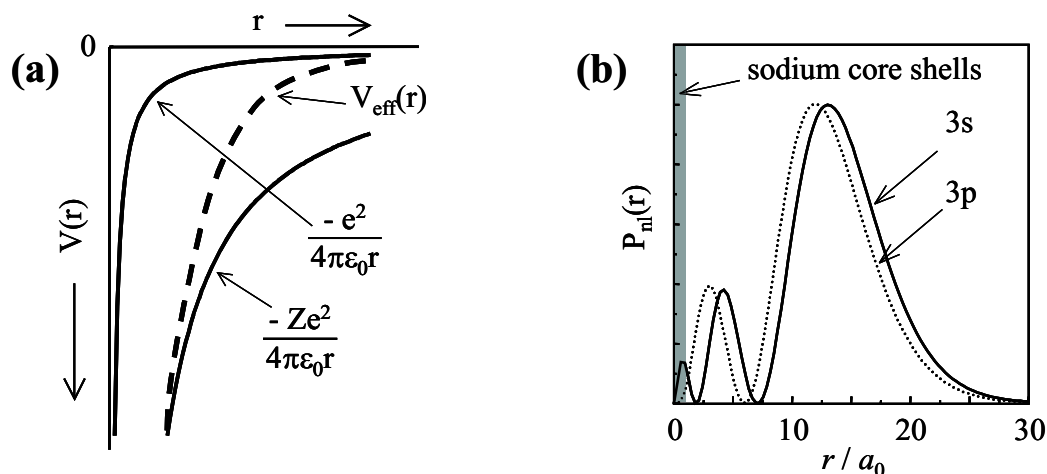 (a)
r
0
V(r)
V_eff(r)
- e²
4πε₀r
- Ze²
4πε₀r
(b)
sodium core shells
3s
3p
P_nl(r)
0 10 20 30
r / a₀